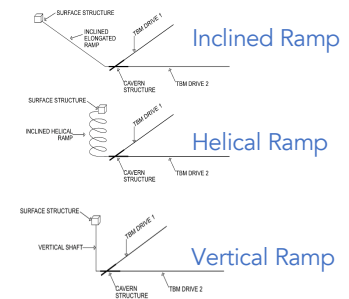 SURFACE STRUCTURE
INCLINED
ELONGATED
RAMP
TBM DRIVE 1
Inclined Ramp
CAVERN
STRUCTURE
TBM DRIVE 2
SURFACE STRUCTURE
TBM DRIVE 1
INCLINED HELICAL
RAMP
Helical Ramp
CAVERN
STRUCTURE
TBM DRIVE 2
SURFACE STRUCTURE
TBM DRIVE 1
VERTICAL SHAFT
Vertical Ramp
CAVERN
STRUCTURE
TBM DRIVE 2